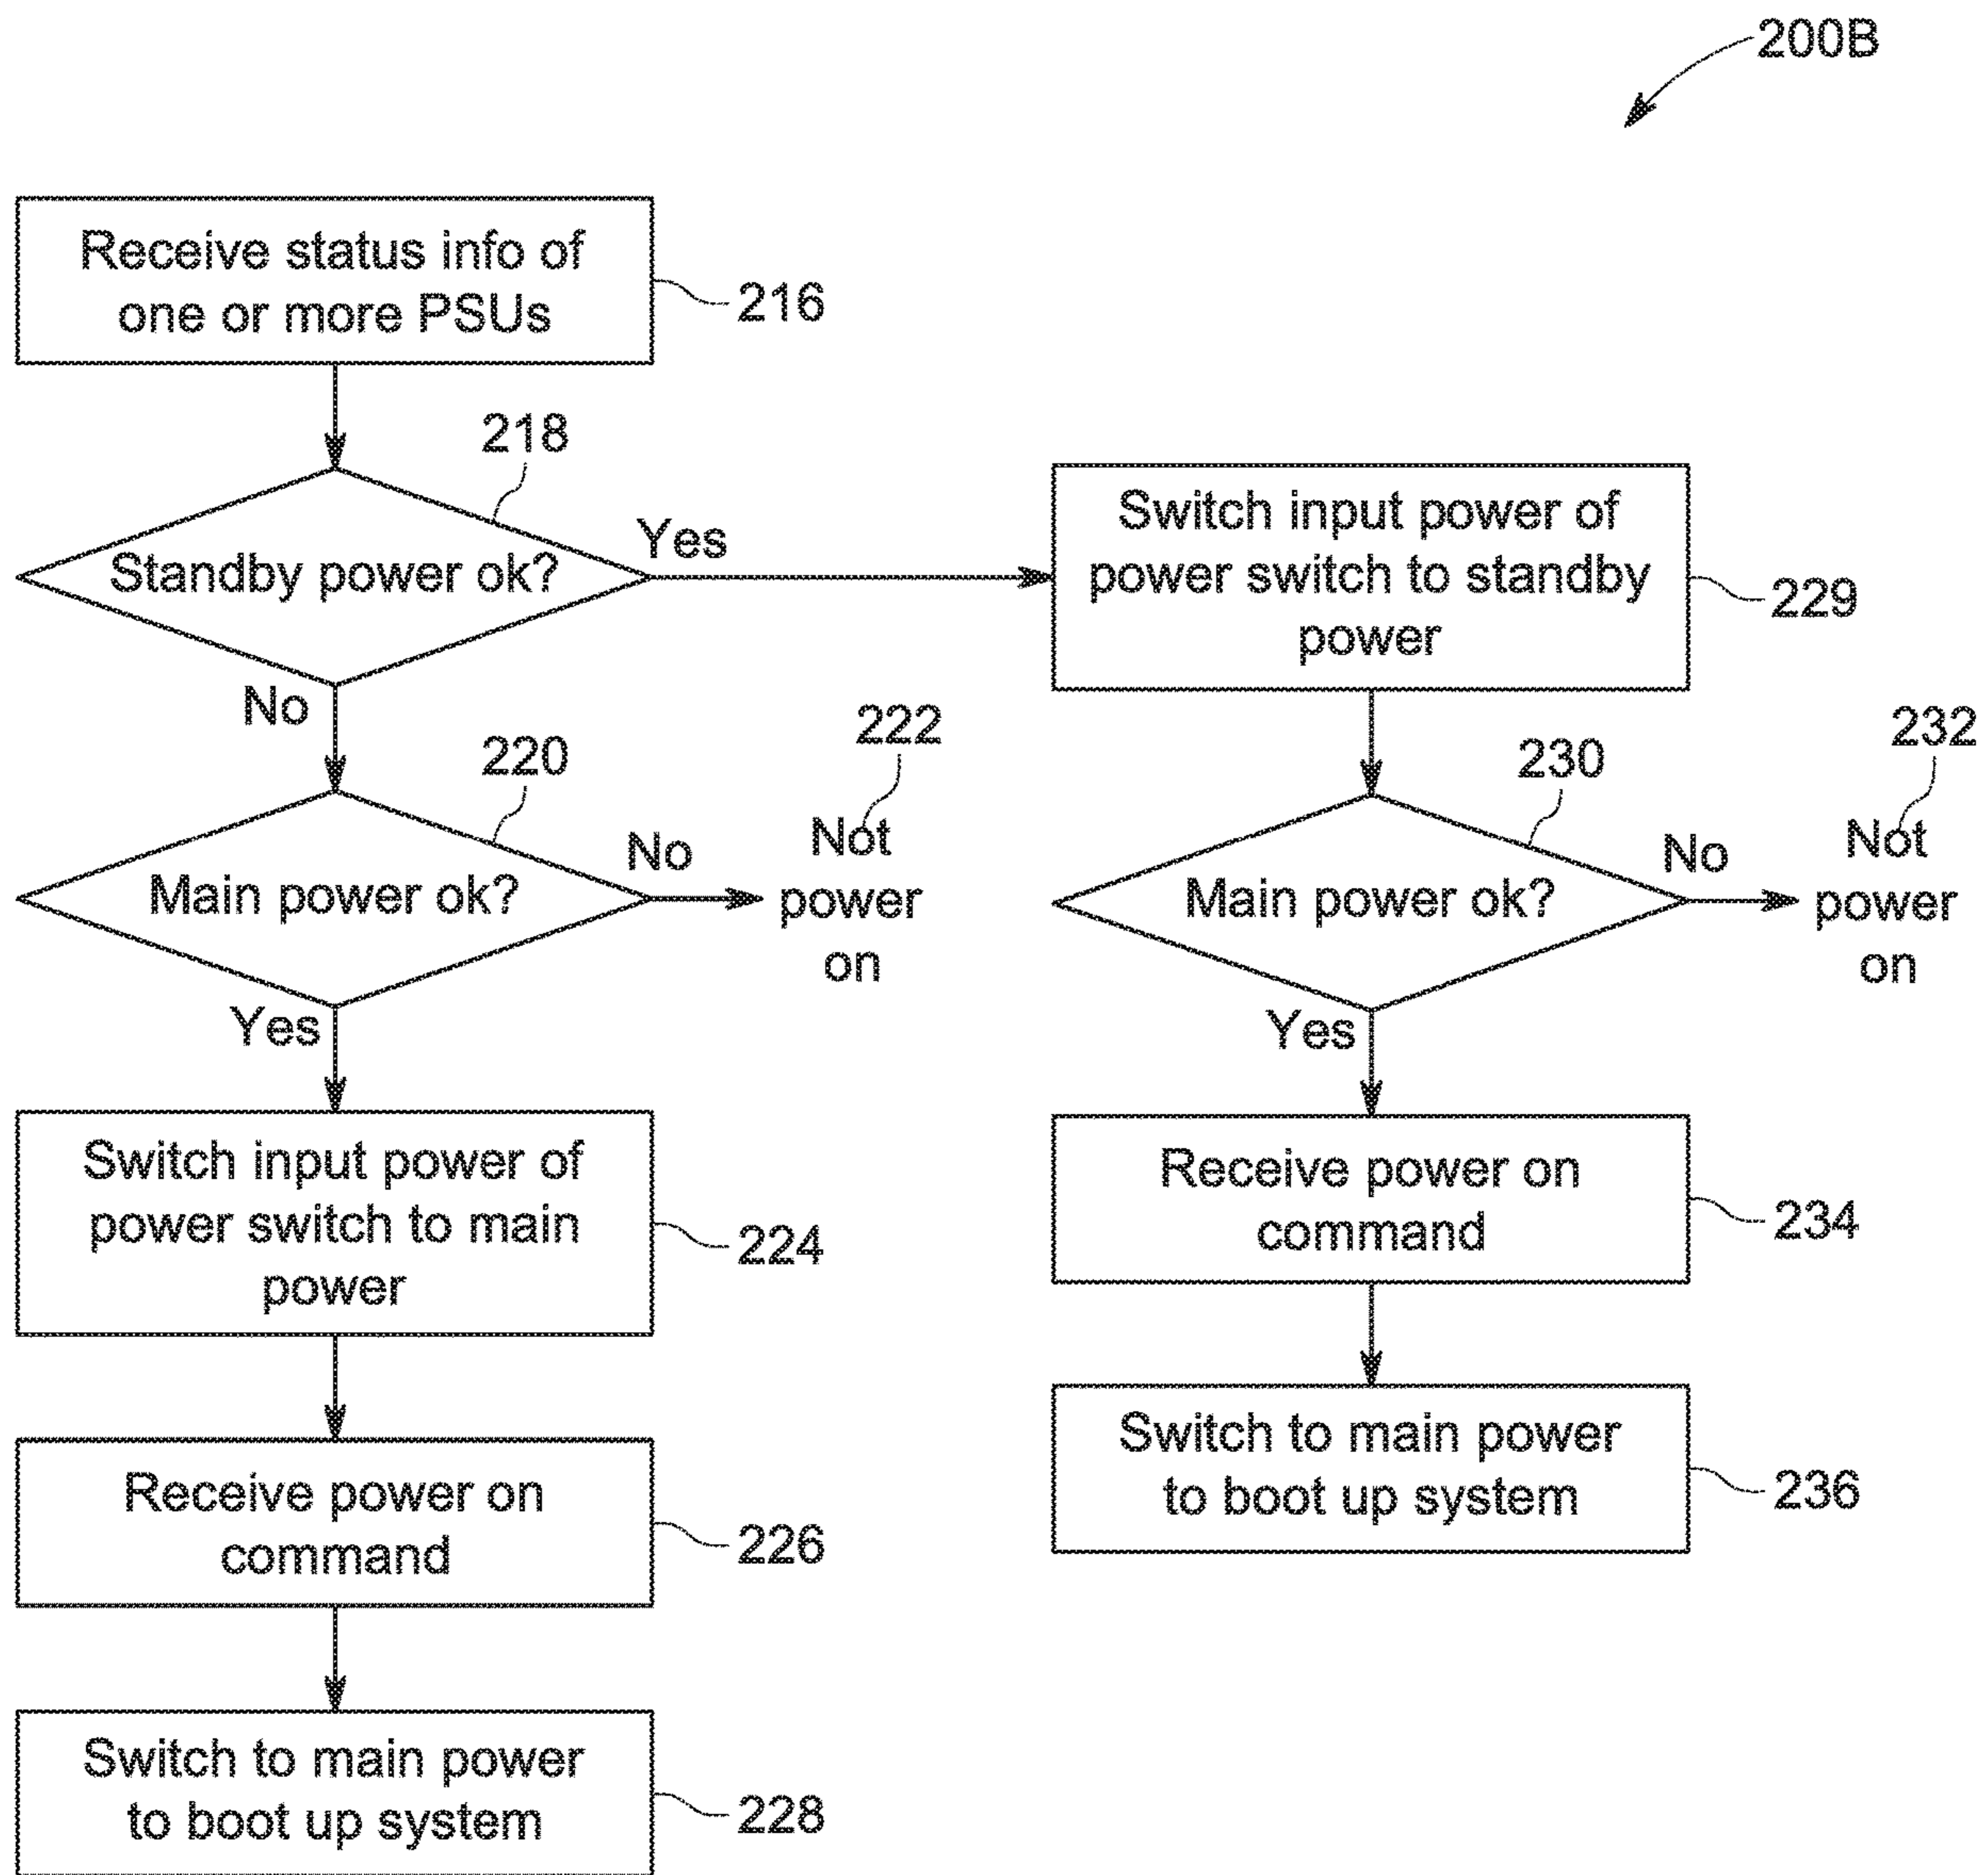 200B
Receive status info of
one or more PSUs
216
218
Standby power ok?
Yes
No
Switch input power of
power switch to standby
power
229
220
Main power ok?
No
222
Not
power
on
Yes
230
Main power ok?
No
232
Not
power
on
Yes
Switch input power of
power switch to main
power
224
Receive power on
command
234
Receive power on
command
226
Switch to main power
to boot up system
236
Switch to main power
to boot up system
228